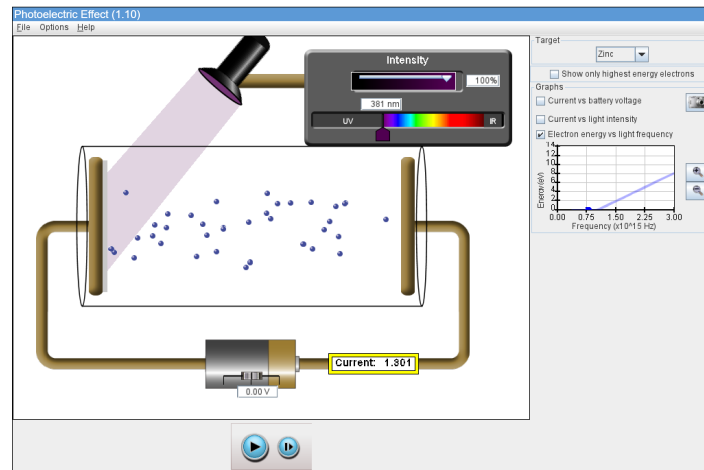 Photoelectric Effect (1.10)
File Options Help
Intensity
100%
381 nm
UV
IR
Current: 1.301
0.00 V
Target
Zinc
Show only highest energy electrons
Graphs
Current vs battery voltage
Current vs light intensity
Electron energy vs light frequency
14
12
10
8
6
4
2
0
Energy(eV)
0.00 0.75 1.50 2.25 3.00
Frequency (x10^15 Hz)